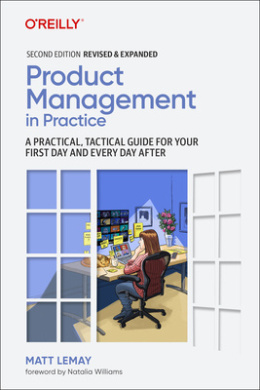 O'REILLY®
SECOND EDITION REVISED & EXPANDED
Product
Management
in Practice
A PRACTICAL, TACTICAL GUIDE FOR YOUR
FIRST DAY AND EVERY DAY AFTER
MATT LEMAY
foreword by Natalia Williams